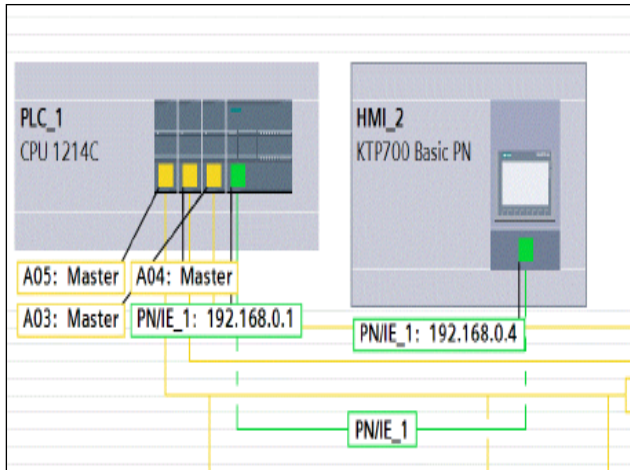 PLC_1
CPU 1214C
HMI_2
KTP700 Basic PN
A05: Master
A04: Master
A03: Master
PN/IE_1: 192.168.0.1
PN/IE_1: 192.168.0.4
PN/IE_1